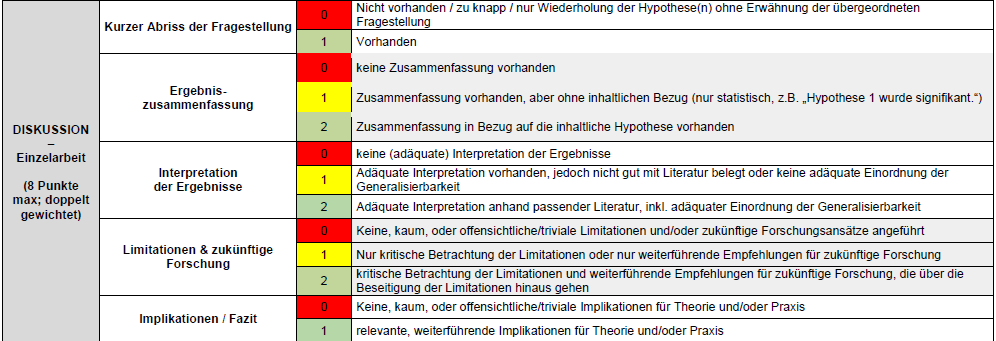 DISKUSSION
–
Einzelarbeit
(8 Punkte
max; doppelt
gewichtet)
Kurzer Abriss der Fragestellung
0
Nicht vorhanden / zu knapp / nur Wiederholung der Hypothese(n) ohne Erwähnung der übergeordneten
Fragestellung
1
Vorhanden
Ergebnis-
zusammenfassung
0
keine Zusammenfassung vorhanden
1
Zusammenfassung vorhanden, aber ohne inhaltlichen Bezug (nur statistisch, z.B. „Hypothese 1 wurde signifikant.“)
2
Zusammenfassung in Bezug auf die inhaltliche Hypothese vorhanden
Interpretation
der Ergebnisse
0
keine (adäquate) Interpretation der Ergebnisse
1
Adäquate Interpretation vorhanden, jedoch nicht gut mit Literatur belegt oder keine adäquate Einordnung der
Generalisierbarkeit
2
Adäquate Interpretation anhand passender Literatur, inkl. adäquater Einordnung der Generalisierbarkeit
Limitationen & zukünftige
Forschung
0
Keine, kaum, oder offensichtliche/triviale Limitationen und/oder zukünftige Forschungsansätze angeführt
1
Nur kritische Betrachtung der Limitationen oder nur weiterführende Empfehlungen für zukünftige Forschung
2
kritische Betrachtung der Limitationen und weiterführende Empfehlungen für zukünftige Forschung, die über die
Beseitigung der Limitationen hinaus gehen
Implikationen / Fazit
0
Keine, kaum, oder offensichtliche/triviale Implikationen für Theorie und/oder Praxis
1
relevante, weiterführende Implikationen für Theorie und/oder Praxis